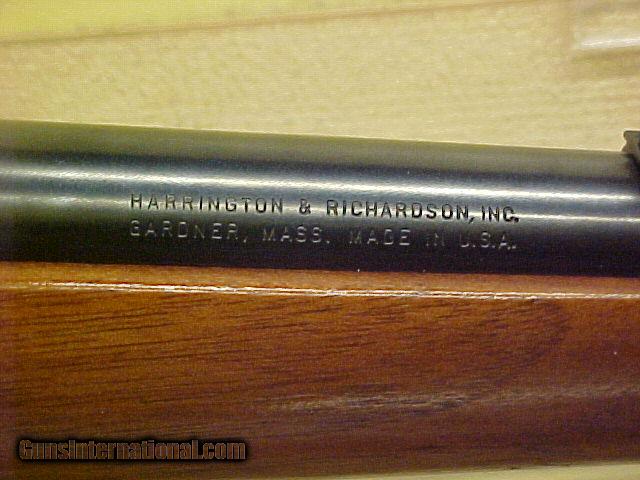 HARRINGTON & RICHARDSON, INC.
GARDNER, MASS. MADE IN U.S.A.
GunsInternational.com